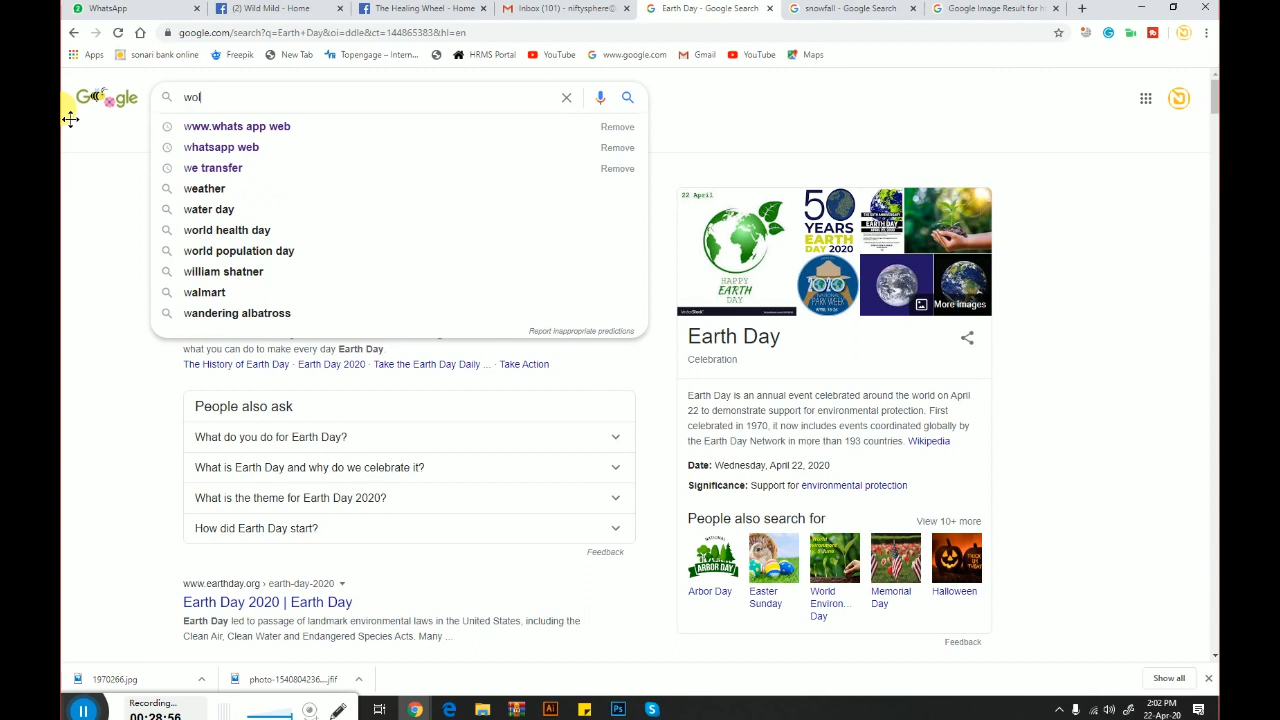 WhatsApp
(2) Wild Mild - Home
The Healing Wheel - Home
Inbox (101) - niftysphere@
Earth Day - Google Search
snowfall - Google Search
Google Image Result for h
google.com/search?q=Earth+Day&oi=ddle&ct=144865383&hl=en
Apps
sonari bank online
Freepik
New Tab
Topengage – Intern...
HRMS Portal
YouTube
www.google.com
Gmail
YouTube
Maps
Google
wol
www.whats app web Remove
whatsapp web Remove
we transfer Remove
weather
water day
world health day
world population day
william shatner
walmart
wandering albatross
Report inappropriate predictions
what you can do to make every day Earth Day.
The History of Earth Day · Earth Day 2020 · Take the Earth Day Daily ... · Take Action
People also ask
What do you do for Earth Day?
What is Earth Day and why do we celebrate it?
What is the theme for Earth Day 2020?
How did Earth Day start?
Feedback
www.earthday.org › earth-day-2020
Earth Day 2020 | Earth Day
Earth Day led to passage of landmark environmental laws in the United States, including the
Clean Air, Clean Water and Endangered Species Acts. Many ...
22 April
HAPPY
EARTH
DAY
50
YEARS
EARTH
DAY 2020
2020
NATIONAL
PARK WEEK
More images
Earth Day
Celebration
Earth Day is an annual event celebrated around the world on April
22 to demonstrate support for environmental protection. First
celebrated in 1970, it now includes events coordinated globally by
the Earth Day Network in more than 193 countries. Wikipedia
Date: Wednesday, April 22, 2020
Significance: Support for environmental protection
People also search for
View 10+ more
NATIONAL
ARBOR DAY
Arbor Day
Easter
Sunday
World
Environ...
Day
Memorial
Day
Halloween
Feedback
1970266.jpg
photo-1540804236....jfif
Show all
Recording...
00:28:56
2:02 PM
22-Apr-20